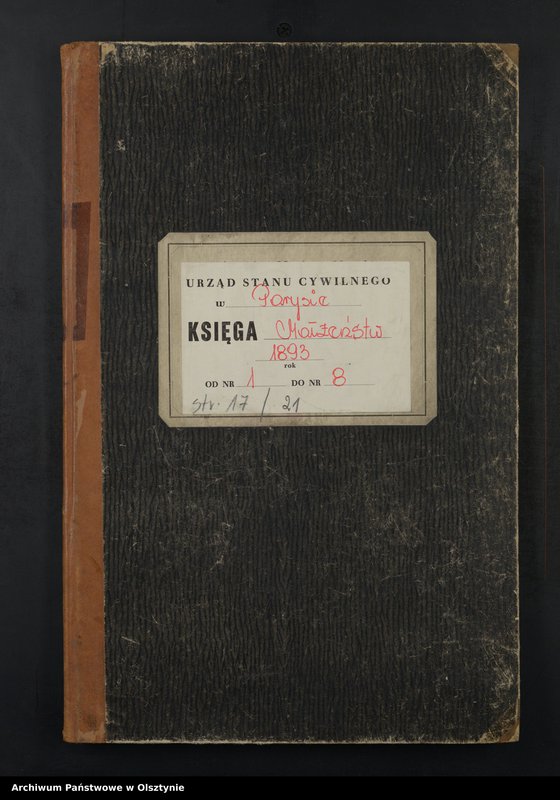 URZĄD STANU CYWILNEGO
w Parysie
KSIĘGA Małżeństw
1893
rok
OD NR 1 DO NR 8
str. 17 / 21
Archiwum Państwowe w Olsztynie